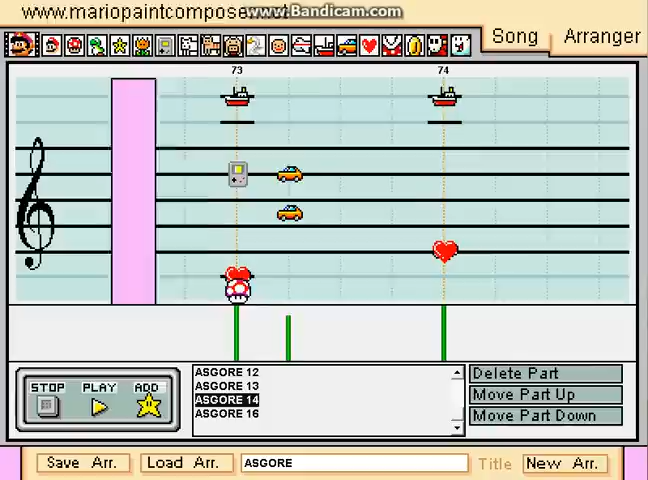 www.mariopaintcompose
www.Bandicam.com
Song
Arranger
73
74
STOP
PLAY
ADD
ASGORE 12
ASGORE 13
ASGORE 14
ASGORE 16
Delete Part
Move Part Up
Move Part Down
Save Arr.
Load Arr.
ASGORE
Title
New Arr.